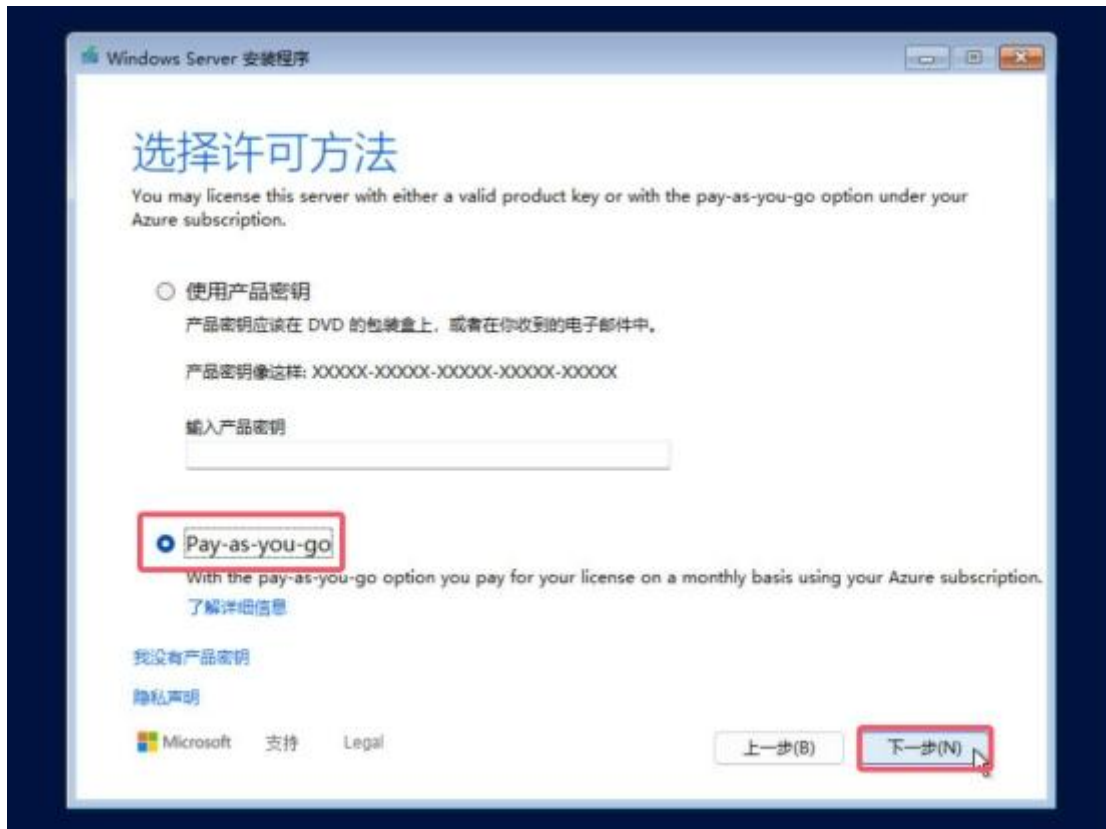 Windows Server 安装程序
选择许可方法
You may license this server with either a valid product key or with the pay-as-you-go option under your
Azure subscription.
使用产品密钥
产品密钥应该在 DVD 的包装盒上，或者在你收到的电子邮件中。
产品密钥像这样: XXXXX-XXXXX-XXXXX-XXXXX-XXXXX
输入产品密钥
Pay-as-you-go
With the pay-as-you-go option you pay for your license on a monthly basis using your Azure subscription.
了解详细信息
我没有产品密钥
隐私声明
Microsoft 支持 Legal
上一步(B) 下一步(N)